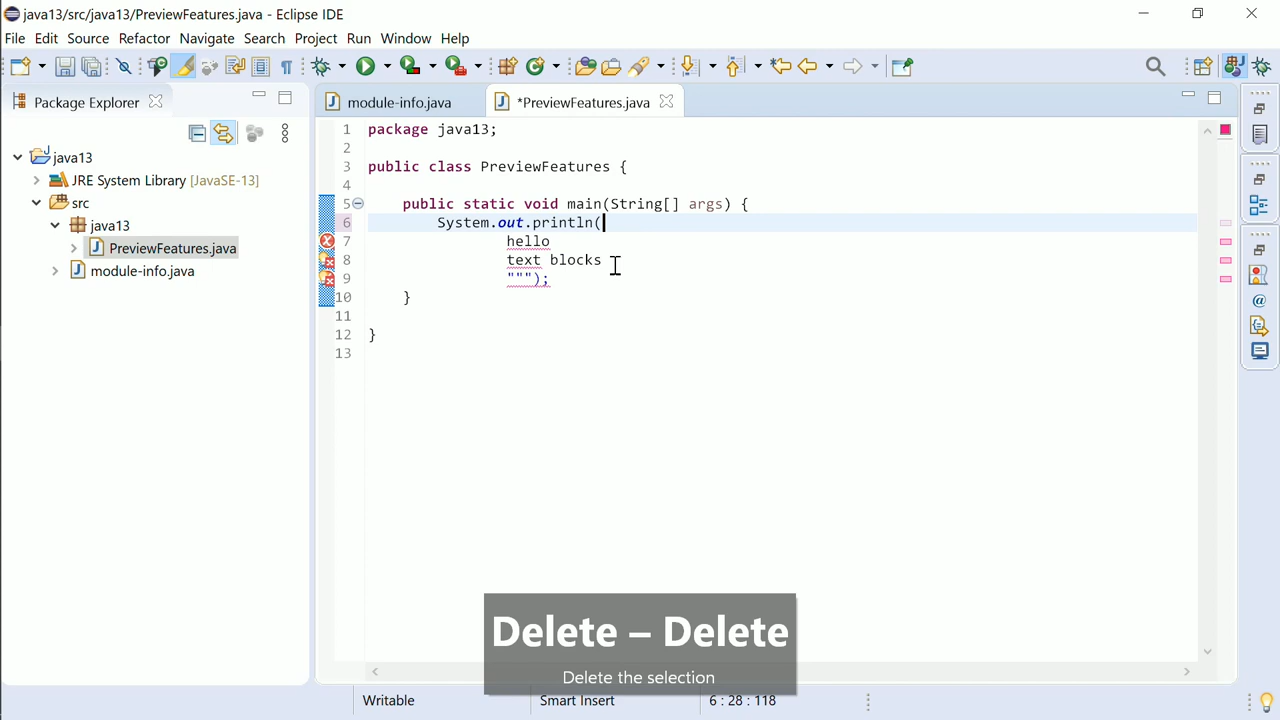 java13/src/java13/PreviewFeatures.java - Eclipse IDE
File Edit Source Refactor Navigate Search Project Run Window Help
Package Explorer
module-info.java
*PreviewFeatures.java
java13
JRE System Library [JavaSE-13]
src
java13
PreviewFeatures.java
module-info.java
1 package java13;
2
3 public class PreviewFeatures {
4
5 public static void main(String[] args) {
6 System.out.println(
7 hello
8 text blocks
9 """);
10 }
11
12 }
13
Delete – Delete
Delete the selection
Writable
Smart Insert
6 : 28 : 118